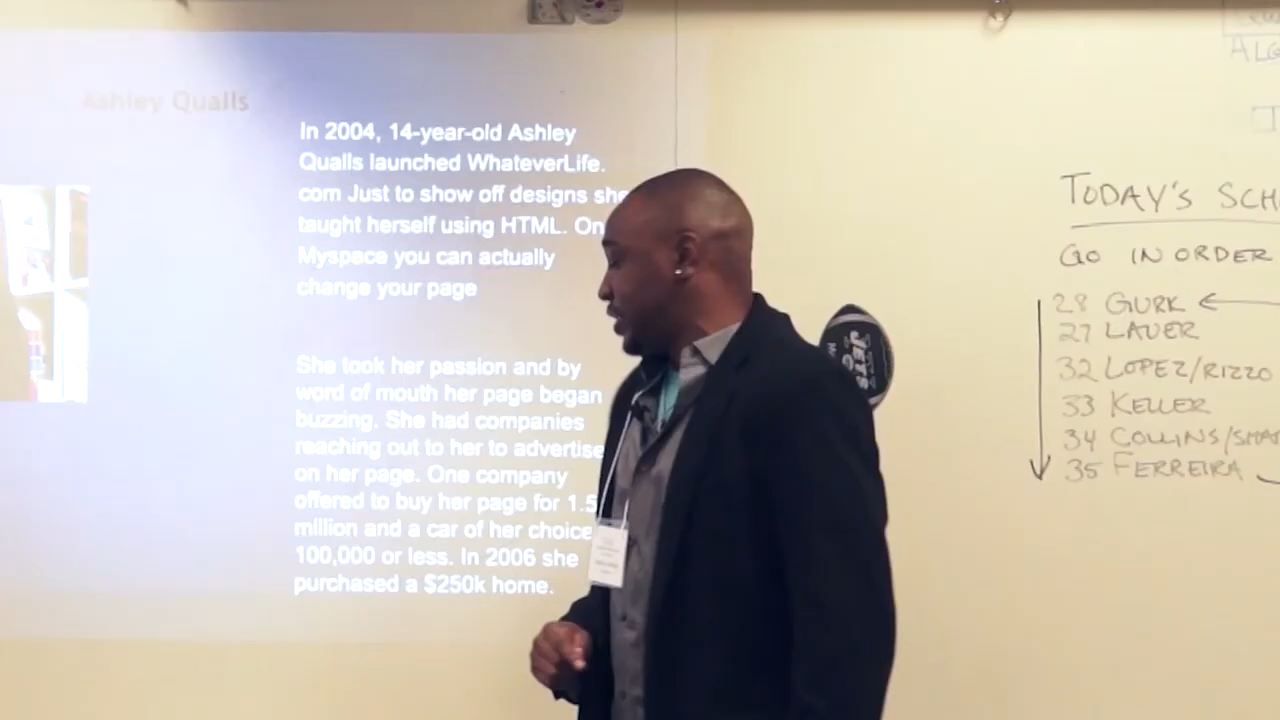 Ashley Qualls
In 2004, 14-year-old Ashley
Qualls launched WhateverLife.
com Just to show off designs she
taught herself using HTML. On
Myspace you can actually
change your page
She took her passion and by
word of mouth her page began
buzzing. She had companies
reaching out to her to advertise
on her page. One company
offered to buy her page for 1.5
million and a car of her choice
100,000 or less. In 2006 she
purchased a $250k home.
JETS
TODAY'S
GO IN ORDER
28 GURK
27 LAUER
32 LOPEZ/RIZZO
33 KELLER
34 COLLINS/
35 FERREIRA